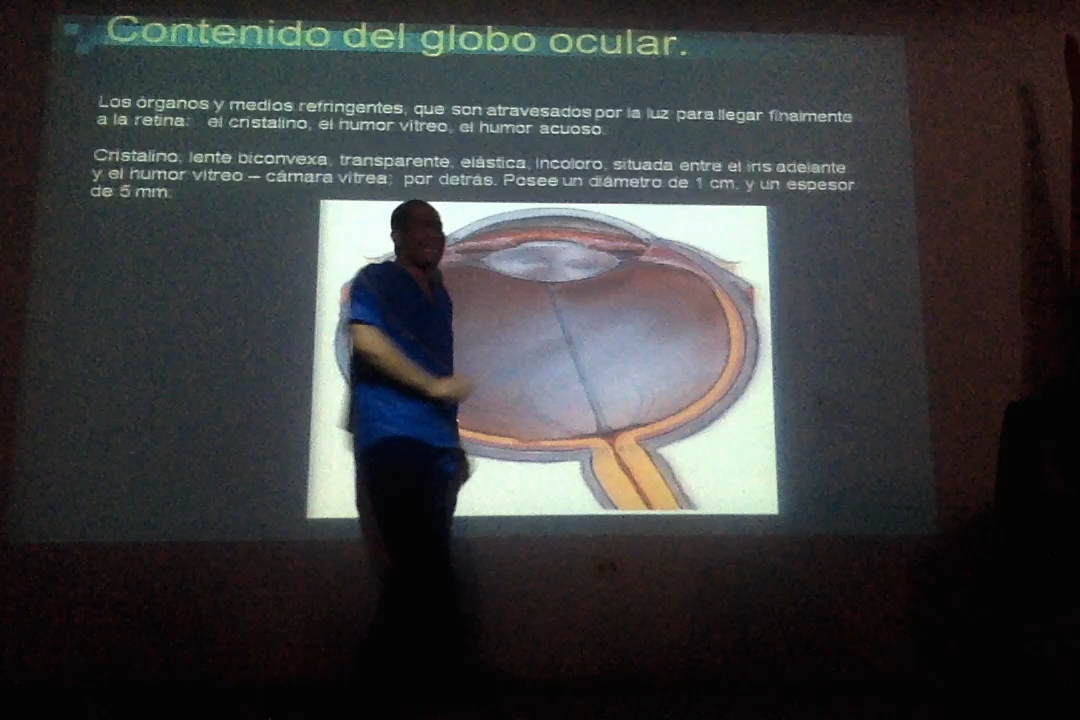 Contenido del globo ocular.
Los órganos y medios refringentes, que son atravesados por la luz para llegar finalmente
a la retina: el cristalino, el humor vítreo, el humor acuoso.
Cristalino, lente biconvexa, transparente, elástica, incoloro, situada entre el iris adelante
y el humor vitreo – cámara vítrea; por detrás. Posee un diámetro de 1 cm. y un espesor
de 5 mm.